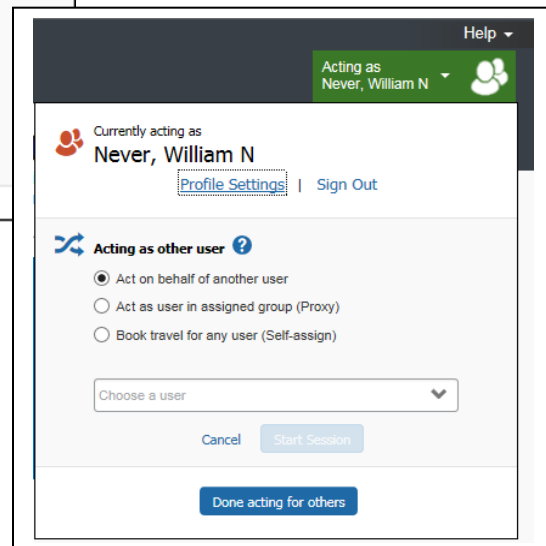 Help
Acting as
Never, William N
Currently acting as
Never, William N
Profile Settings | Sign Out
Acting as other user ?
Act on behalf of another user
Act as user in assigned group (Proxy)
Book travel for any user (Self-assign)
Choose a user
Cancel Start Session
Done acting for others